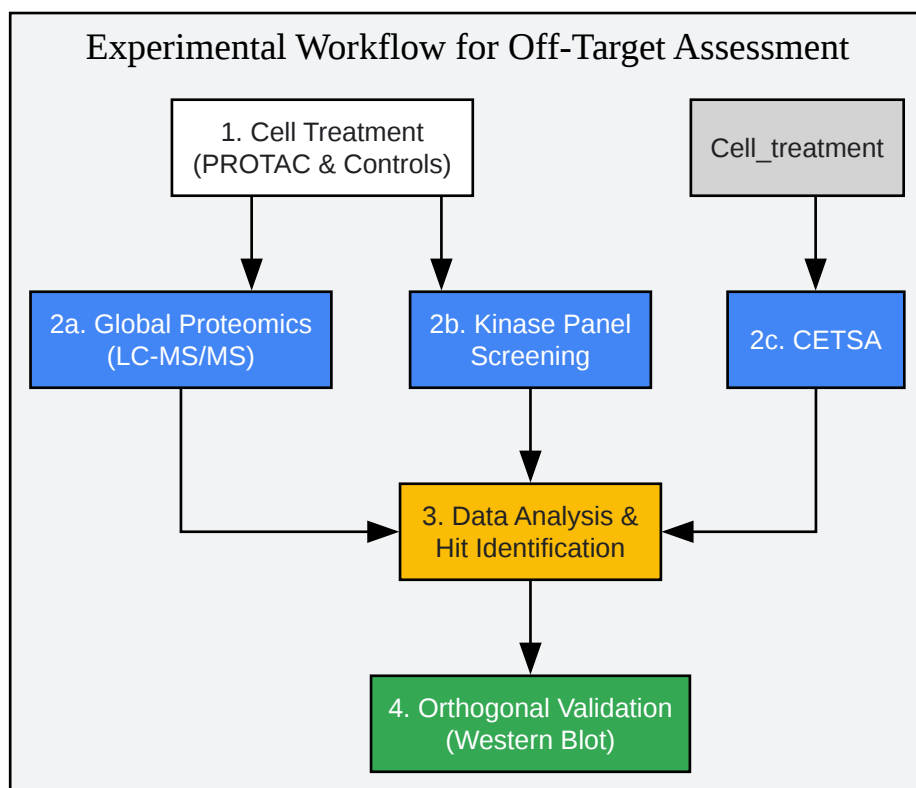 Experimental Workflow for Off-Target Assessment
1. Cell Treatment
(PROTAC & Controls)
Cell_treatment
2a. Global Proteomics
(LC-MS/MS)
2b. Kinase Panel
Screening
2c. CETSA
3. Data Analysis &
Hit Identification
4. Orthogonal Validation
(Western Blot)